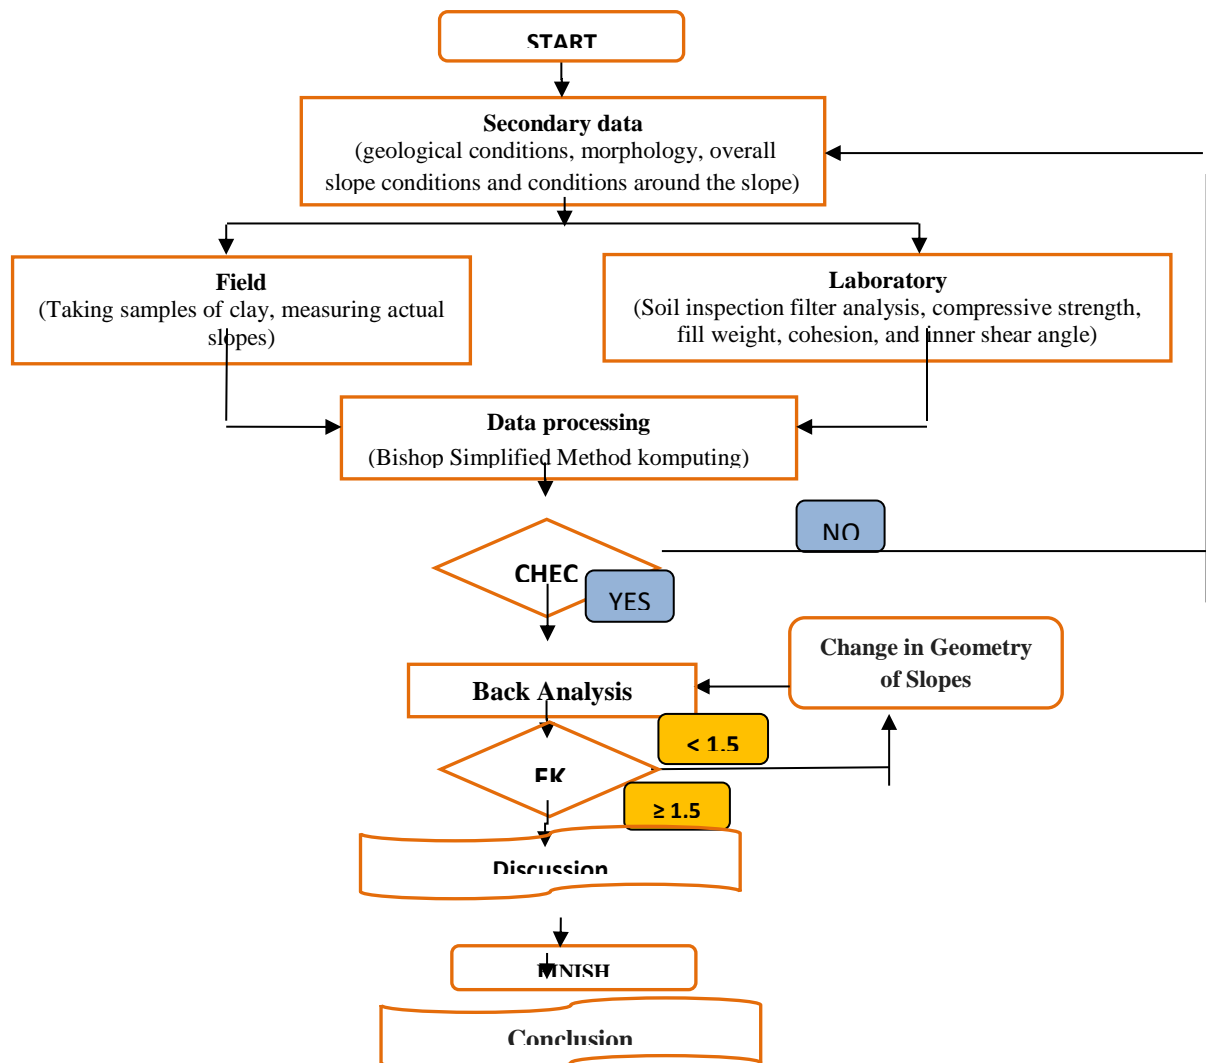 START
Secondary data
(geological conditions, morphology, overall
slope conditions and conditions around the slope)
Field
(Taking samples of clay, measuring actual
slopes)
Laboratory
(Soil inspection filter analysis, compressive strength,
fill weight, cohesion, and inner shear angle)
Data processing
(Bishop Simplified Method komputing)
NO
CHEC
YES
Change in Geometry
of Slopes
Back Analysis
< 1.5
FK
≥ 1.5
Discussion
FINISH
Conclusion